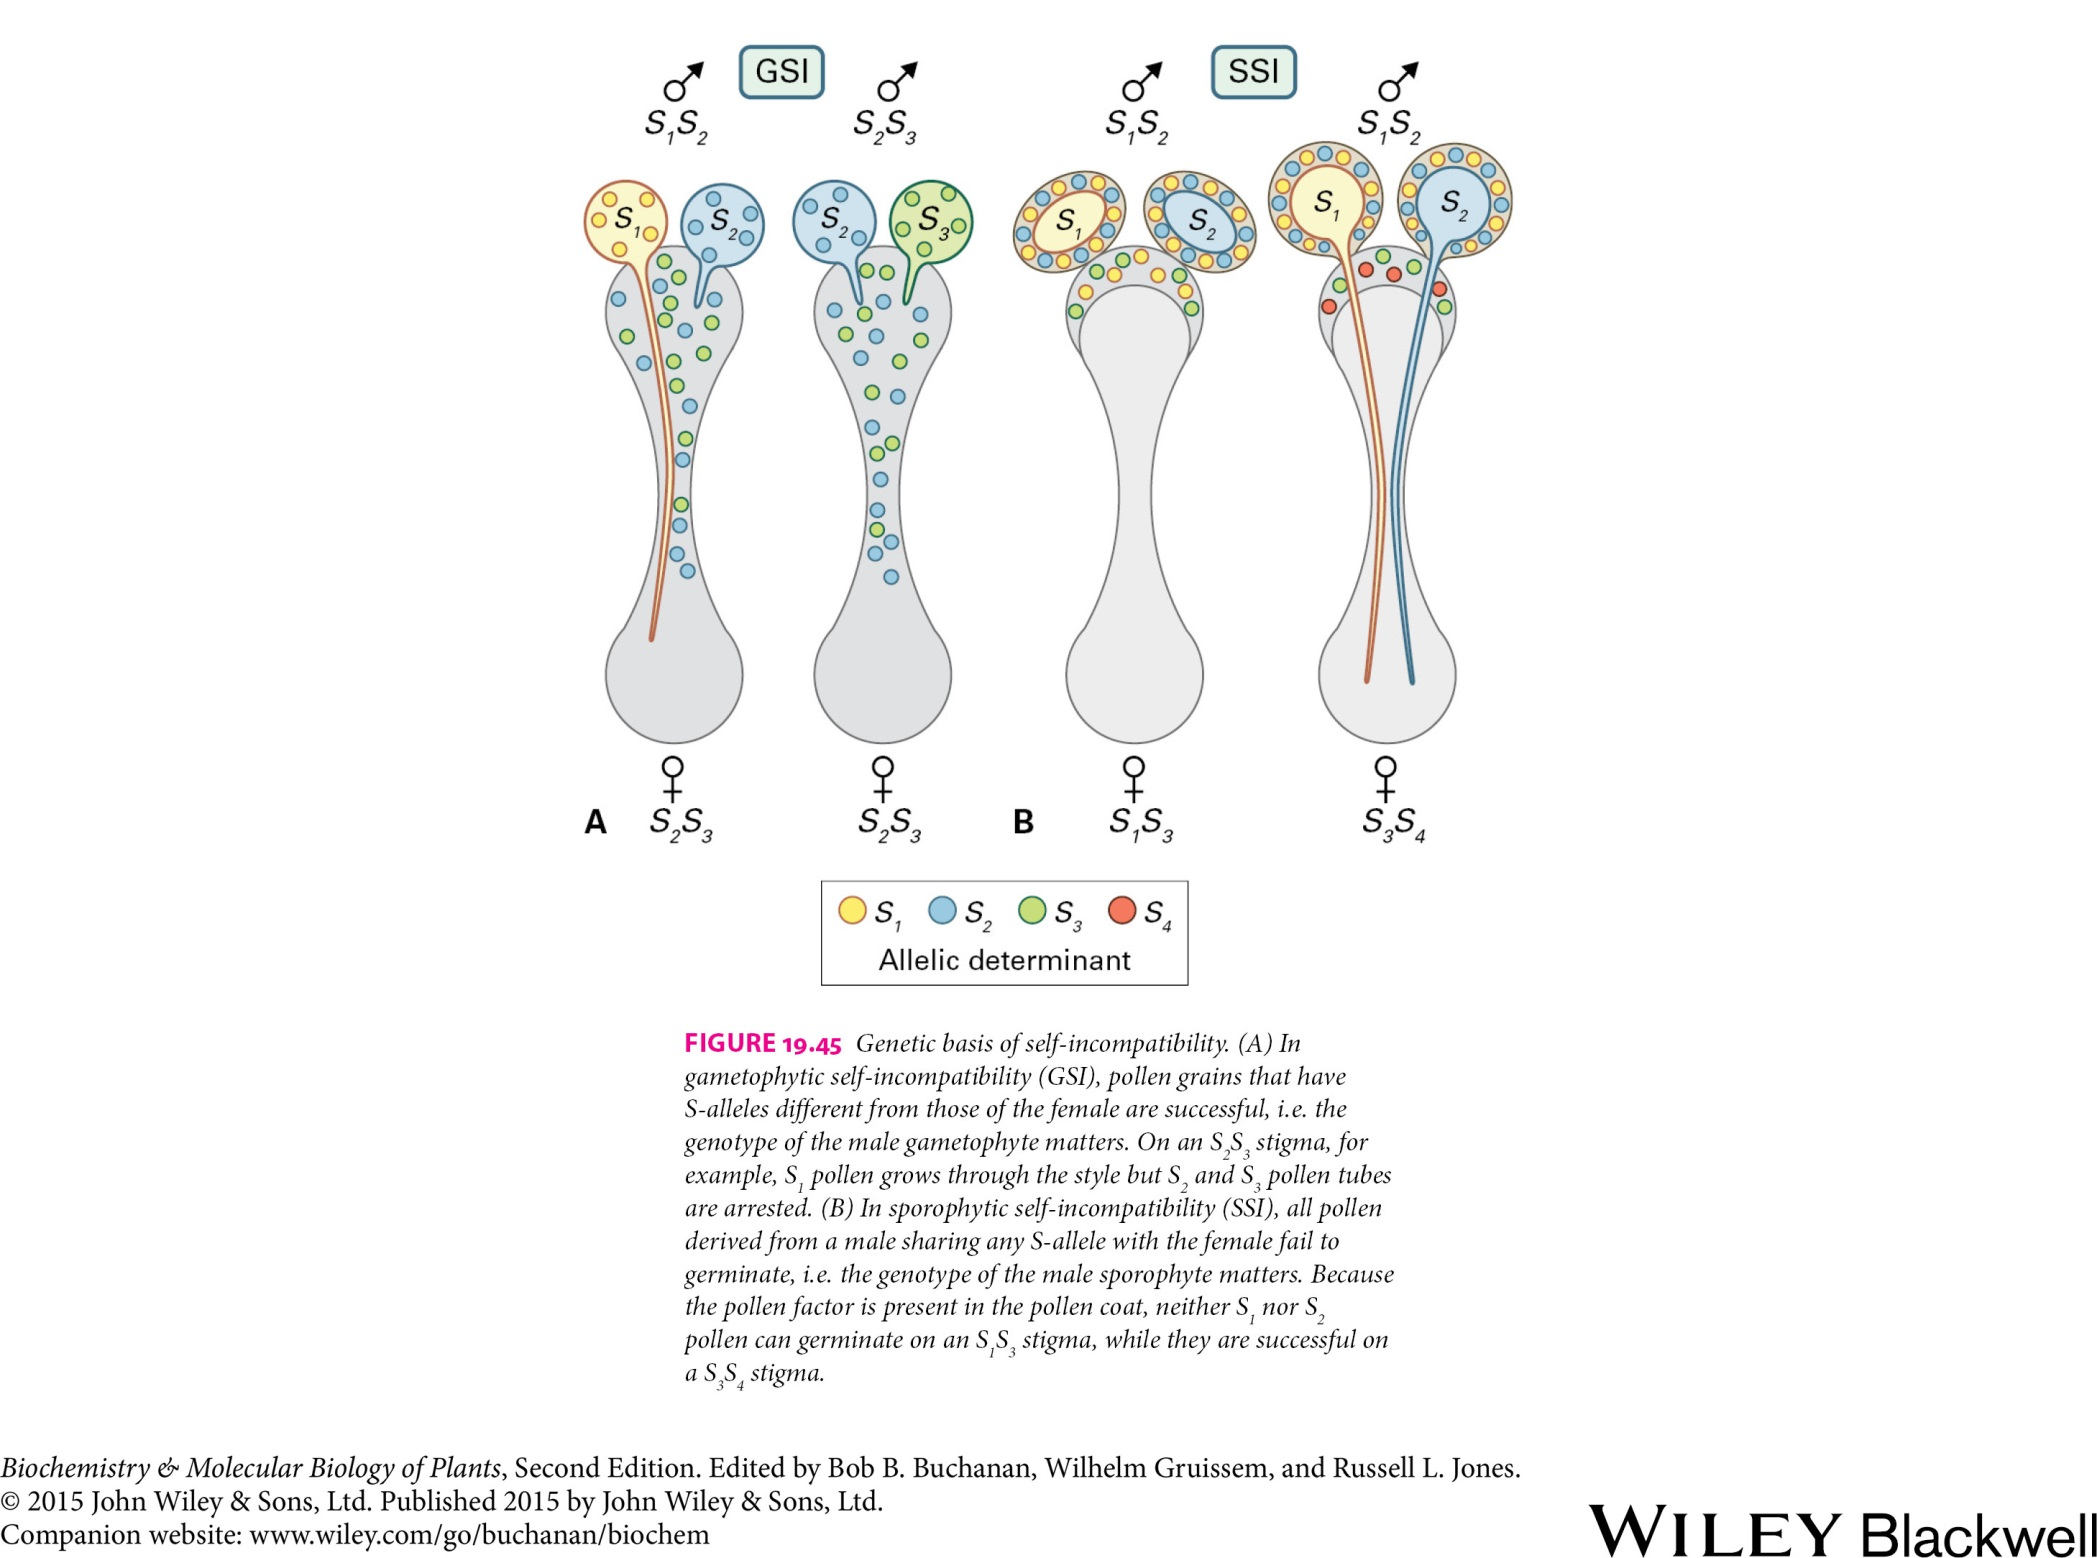 GSI
SSI
♂ ♂ ♂ ♂
S₁S₂ S₂S₃ S₁S₂ S₁S₂
S₁ S₂ S₂ S₃ S₁ S₂ S₁ S₂
♀ ♀ ♀ ♀
A S₂S₃ S₂S₃ B S₁S₃ S₃S₄
S₁ S₂ S₃ S₄
Allelic determinant
FIGURE 19.45 Genetic basis of self-incompatibility. (A) In
gametophytic self-incompatibility (GSI), pollen grains that have
S-alleles different from those of the female are successful, i.e. the
genotype of the male gametophyte matters. On an S₂S₃ stigma, for
example, S₁ pollen grows through the style but S₂ and S₃ pollen tubes
are arrested. (B) In sporophytic self-incompatibility (SSI), all pollen
derived from a male sharing any S-allele with the female fail to
germinate, i.e. the genotype of the male sporophyte matters. Because
the pollen factor is present in the pollen coat, neither S₁ nor S₂
pollen can germinate on an S₁S₃ stigma, while they are successful on
a S₃S₄ stigma.
Biochemistry & Molecular Biology of Plants, Second Edition. Edited by Bob B. Buchanan, Wilhelm Gruissem, and Russell L. Jones.
© 2015 John Wiley & Sons, Ltd. Published 2015 by John Wiley & Sons, Ltd.
Companion website: www.wiley.com/go/buchanan/biochem
WILEY Blackwell